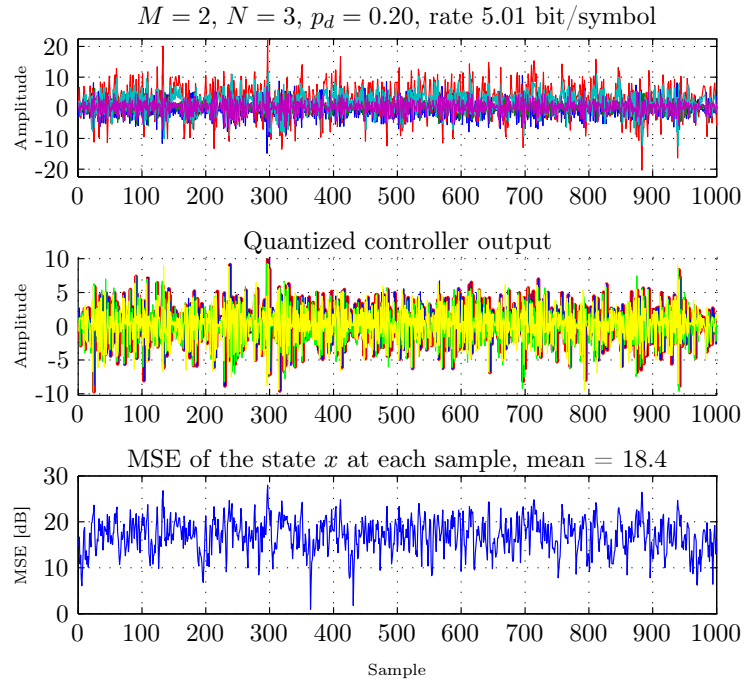 M = 2, N = 3, p_d = 0.20, rate 5.01 bit/symbol
Amplitude
20
10
0
-10
-20
0 100 200 300 400 500 600 700 800 900 1000
Quantized controller output
Amplitude
10
5
0
-5
-10
0 100 200 300 400 500 600 700 800 900 1000
MSE of the state x at each sample, mean = 18.4
MSE [dB]
30
20
10
0
0 100 200 300 400 500 600 700 800 900 1000
Sample